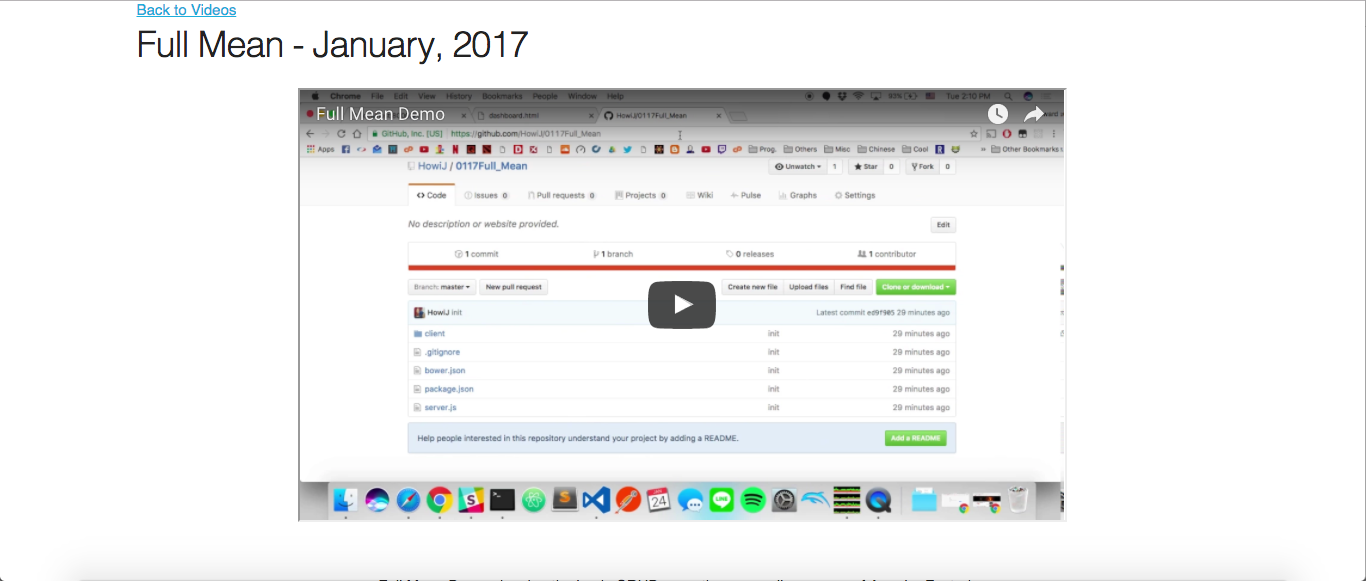 Back to Videos
Full Mean - January, 2017
Chrome File Edit View History Bookmarks People Window Help 93% Tue 2:10 PM
Full Mean Demo
dashboard.html
HowiJ/0117Full_Mean
GitHub, Inc. [US] https://github.com/HowiJ/0117Full_Mean
Apps Prog. Others Misc Chinese Cool » Other Bookmarks
HowiJ / 0117Full_Mean
Unwatch 1 Star 0 Fork 0
Code Issues 0 Pull requests 0 Projects 0 Wiki Pulse Graphs Settings
No description or website provided. Edit
1 commit 1 branch 0 releases 1 contributor
Branch: master New pull request Create new file Upload files Find file Clone or download
HowiJ init Latest commit ed9f905 29 minutes ago
client init 29 minutes ago
.gitignore init 29 minutes ago
bower.json init 29 minutes ago
package.json init 29 minutes ago
server.js init 29 minutes ago
Help people interested in this repository understand your project by adding a README. Add a README
24
LINE